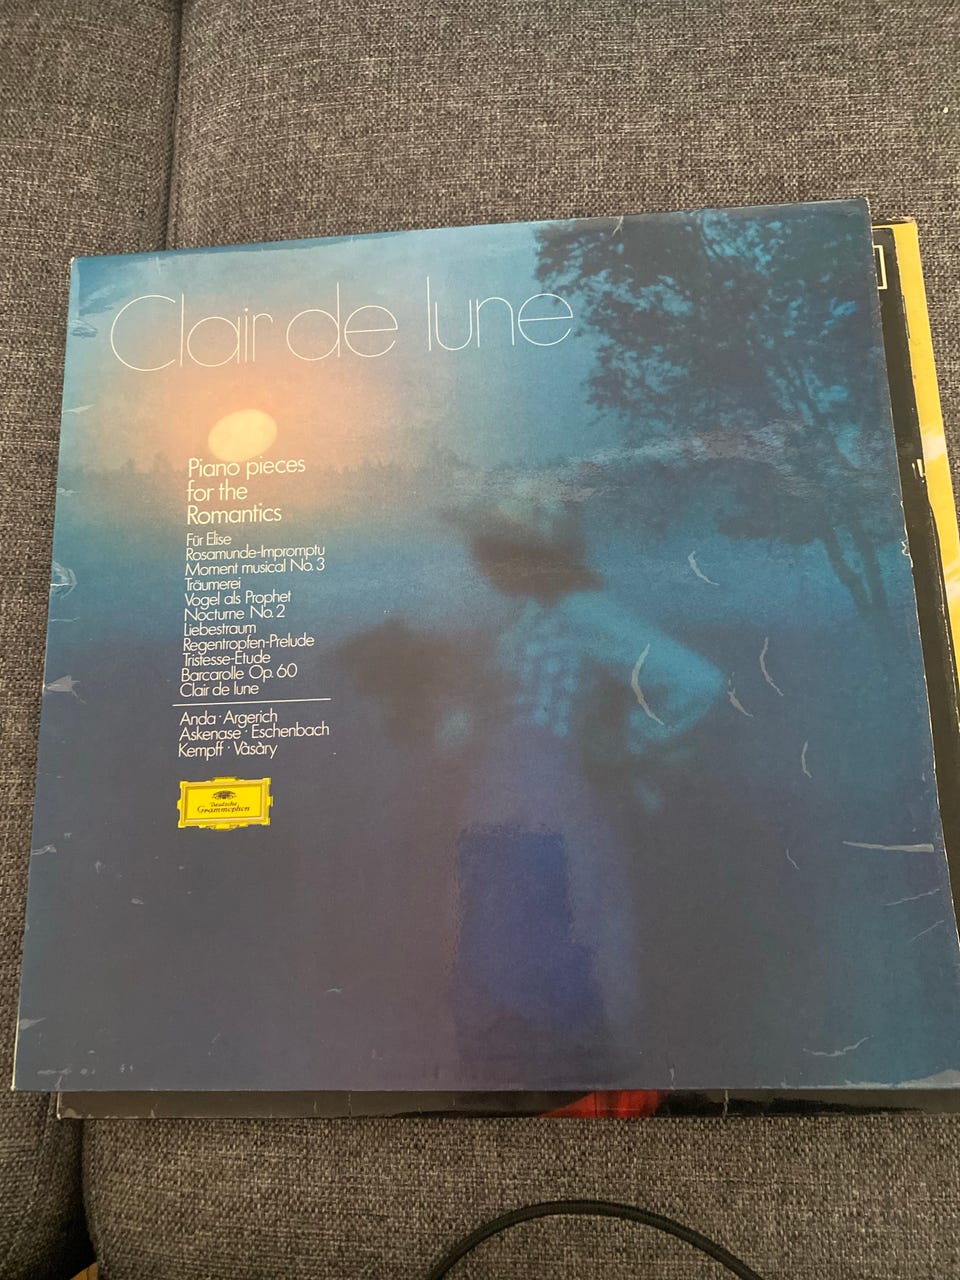 Clair de lune
Piano pieces
for the
Romantics
Für Elise
Rosamunde-Impromptu
Moment musical No. 3
Träumerei
Vogel als Prophet
Nocturne No. 2
Liebestraum
Regentropfen-Prelude
Tristesse-Etude
Barcarolle Op. 60
Clair de lune
Anda · Argerich
Askenase · Eschenbach
Kempff · Vàsàry
Deutsche
Grammophon